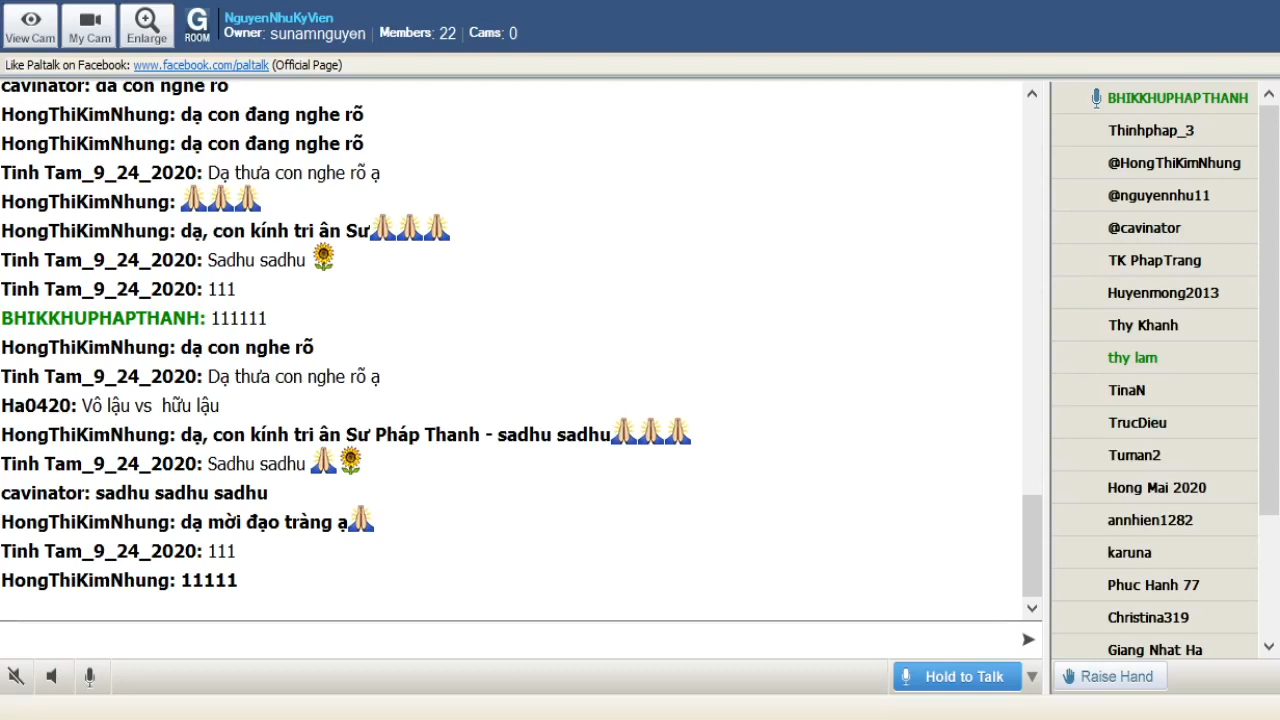 View Cam
My Cam
Enlarge
G
ROOM
NguyenNhuKyVien
Owner: sunamnguyen | Members: 22 | Cams: 0
Like Paltalk on Facebook: www.facebook.com/paltalk (Official Page)
cavinator: dạ con nghe rõ
HongThiKimNhung: dạ con đang nghe rõ
HongThiKimNhung: dạ con đang nghe rõ
Tinh Tam_9_24_2020: Dạ thưa con nghe rõ ạ
HongThiKimNhung:
HongThiKimNhung: dạ, con kính tri ân Sư
Tinh Tam_9_24_2020: Sadhu sadhu
Tinh Tam_9_24_2020: 111
BHIKKHUPHAPTHANH: 111111
HongThiKimNhung: dạ con nghe rõ
Tinh Tam_9_24_2020: Dạ thưa con nghe rõ ạ
Ha0420: Vô lậu vs hữu lậu
HongThiKimNhung: dạ, con kính tri ân Sư Pháp Thanh - sadhu sadhu
Tinh Tam_9_24_2020: Sadhu sadhu
cavinator: sadhu sadhu sadhu
HongThiKimNhung: dạ mời đạo tràng ạ
Tinh Tam_9_24_2020: 111
HongThiKimNhung: 11111
Hold to Talk
BHIKKHUPHAPTHANH
Thinhphap_3
@HongThiKimNhung
@nguyennhu11
@cavinator
TK PhapTrang
Huyenmong2013
Thy Khanh
thy lam
TinaN
TrucDieu
Tuman2
Hong Mai 2020
annhien1282
karuna
Phuc Hanh 77
Christina319
Giang Nhat Ha
Raise Hand